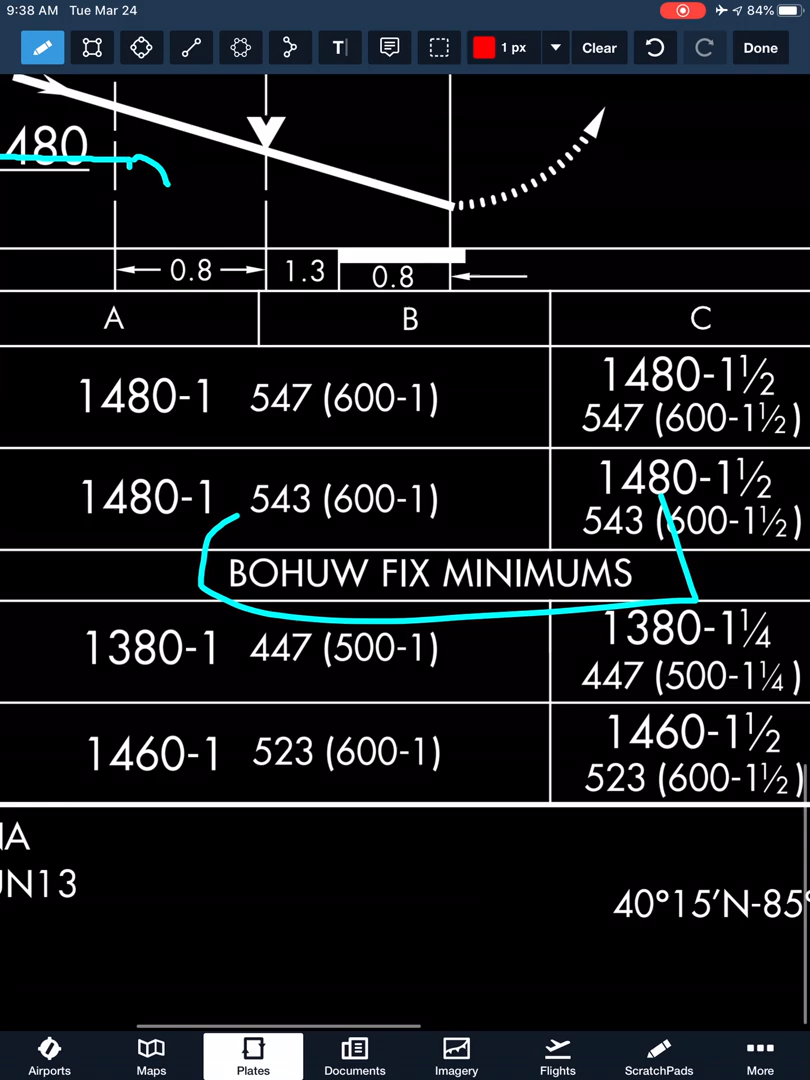 9:38 AM Tue Mar 24 84%
T 1 px Clear Done
480
0.8 1.3 0.8
A B C
1480-1 547 (600-1) 1480-1½
547 (600-1½)
1480-1 543 (600-1) 1480-1½
543 (600-1½)
BOHUW FIX MINIMUMS
1380-1 447 (500-1) 1380-1¼
447 (500-1¼)
1460-1 523 (600-1) 1460-1½
523 (600-1½)
NA
UN13
40°15'N-85°
Airports Maps Plates Documents Imagery Flights ScratchPads More